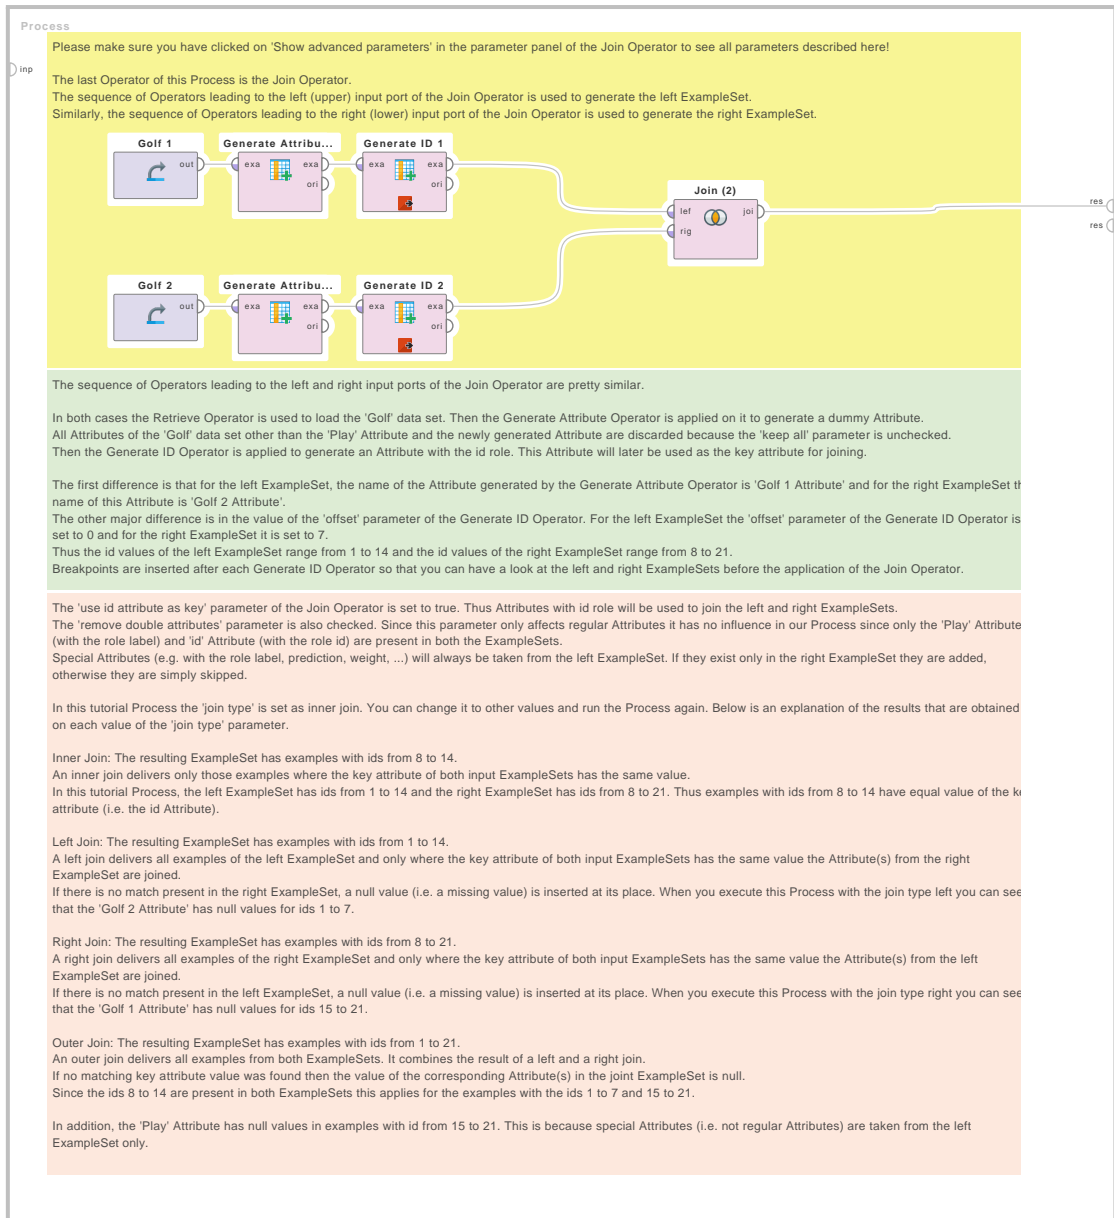 Process
Please make sure you have clicked on 'Show advanced parameters' in the parameter panel of the Join Operator to see all parameters described here!
inp
The last Operator of this Process is the Join Operator.
The sequence of Operators leading to the left (upper) input port of the Join Operator is used to generate the left ExampleSet.
Similarly, the sequence of Operators leading to the right (lower) input port of the Join Operator is used to generate the right ExampleSet.
Golf 1
out
Generate Attribu...
exa exa
ori
Generate ID 1
exa exa
ori
Join (2)
lef joi
rig
res
res
Golf 2
out
Generate Attribu...
exa exa
ori
Generate ID 2
exa exa
ori
The sequence of Operators leading to the left and right input ports of the Join Operator are pretty similar.
In both cases the Retrieve Operator is used to load the 'Golf' data set. Then the Generate Attribute Operator is applied on it to generate a dummy Attribute.
All Attributes of the 'Golf' data set other than the 'Play' Attribute and the newly generated Attribute are discarded because the 'keep all' parameter is unchecked.
Then the Generate ID Operator is applied to generate an Attribute with the id role. This Attribute will later be used as the key attribute for joining.
The first difference is that for the left ExampleSet, the name of the Attribute generated by the Generate Attribute Operator is 'Golf 1 Attribute' and for the right ExampleSet
name of this Attribute is 'Golf 2 Attribute'.
The other major difference is in the value of the 'offset' parameter of the Generate ID Operator. For the left ExampleSet the 'offset' parameter of the Generate ID Operator is
set to 0 and for the right ExampleSet it is set to 7.
Thus the id values of the left ExampleSet range from 1 to 14 and the id values of the right ExampleSet range from 8 to 21.
Breakpoints are inserted after each Generate ID Operator so that you can have a look at the left and right ExampleSets before the application of the Join Operator.
The 'use id attribute as key' parameter of the Join Operator is set to true. Thus Attributes with id role will be used to join the left and right ExampleSets.
The 'remove double attributes' parameter is also checked. Since this parameter only affects regular Attributes it has no influence in our Process since only the 'Play' Attribute
(with the role label) and 'id' Attribute (with the role id) are present in both the ExampleSets.
Special Attributes (e.g. with the role label, prediction, weight, ...) will always be taken from the left ExampleSet. If they exist only in the right ExampleSet they are added,
otherwise they are simply skipped.
In this tutorial Process the 'join type' is set as inner join. You can change it to other values and run the Process again. Below is an explanation of the results that are obtained
on each value of the 'join type' parameter.
Inner Join: The resulting ExampleSet has examples with ids from 8 to 14.
An inner join delivers only those examples where the key attribute of both input ExampleSets has the same value.
In this tutorial Process, the left ExampleSet has ids from 1 to 14 and the right ExampleSet has ids from 8 to 21. Thus examples with ids from 8 to 14 have equal value of the
attribute (i.e. the id Attribute).
Left Join: The resulting ExampleSet has examples with ids from 1 to 14.
A left join delivers all examples of the left ExampleSet and only where the key attribute of both input ExampleSets has the same value the Attribute(s) from the right
ExampleSet are joined.
If there is no match present in the right ExampleSet, a null value (i.e. a missing value) is inserted at its place. When you execute this Process with the join type left you can see
that the 'Golf 2 Attribute' has null values for ids 1 to 7.
Right Join: The resulting ExampleSet has examples with ids from 8 to 21.
A right join delivers all examples of the right ExampleSet and only where the key attribute of both input ExampleSets has the same value the Attribute(s) from the left
ExampleSet are joined.
If there is no match present in the left ExampleSet, a null value (i.e. a missing value) is inserted at its place. When you execute this Process with the join type right you can see
that the 'Golf 1 Attribute' has null values for ids 15 to 21.
Outer Join: The resulting ExampleSet has examples with ids from 1 to 21.
An outer join delivers all examples from both ExampleSets. It combines the result of a left and a right join.
If no matching key attribute value was found then the value of the corresponding Attribute(s) in the joint ExampleSet is null.
Since the ids 8 to 14 are present in both ExampleSets this applies for the examples with the ids 1 to 7 and 15 to 21.
In addition, the 'Play' Attribute has null values in examples with id from 15 to 21. This is because special Attributes (i.e. not regular Attributes) are taken from the left
ExampleSet only.